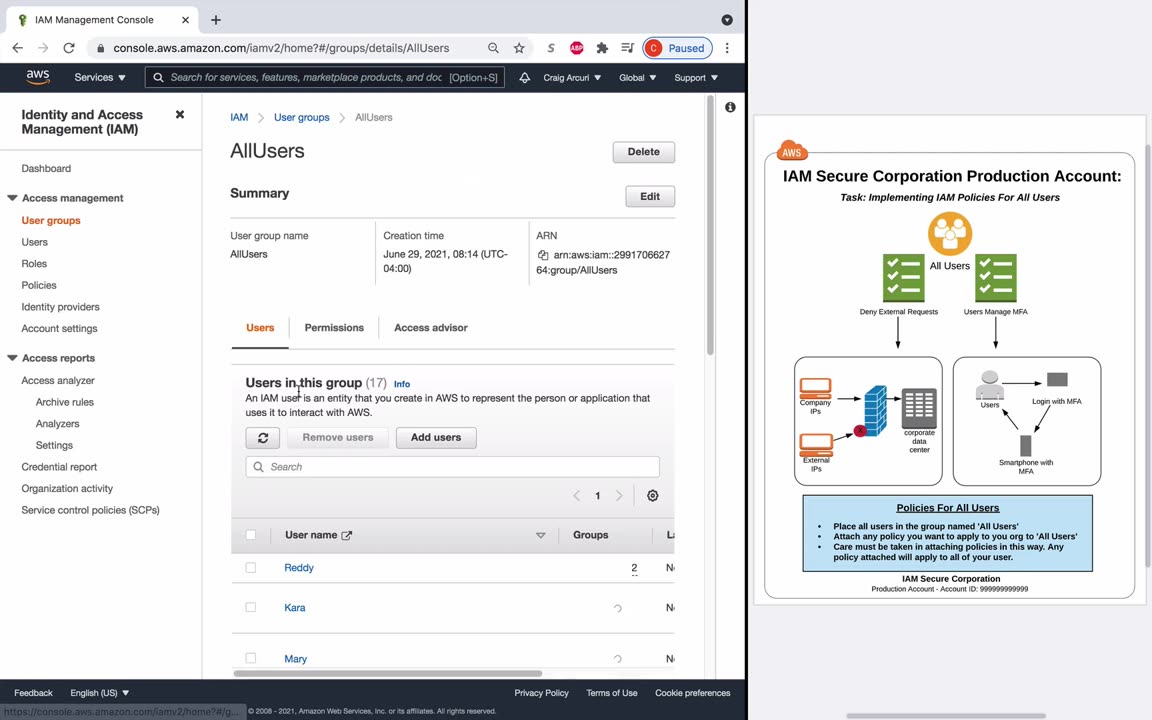 IAM Management Console
console.aws.amazon.com/iamv2/home?#/groups/details/AllUsers
S
ABP
C
Paused
aws
Services
Search for services, features, marketplace products, and doc
[Option+S]
Craig Arcuri
Global
Support
Identity and Access
Management (IAM)
Dashboard
Access management
User groups
Users
Roles
Policies
Identity providers
Account settings
Access reports
Access analyzer
Archive rules
Analyzers
Settings
Credential report
Organization activity
Service control policies (SCPs)
IAM > User groups > AllUsers
AllUsers
Delete
Summary
Edit
User group name
AllUsers
Creation time
June 29, 2021, 08:14 (UTC-
04:00)
ARN
arn:aws:iam::2991706627
64:group/AllUsers
Users
Permissions
Access advisor
Users in this group (17) Info
An IAM user is an entity that you create in AWS to represent the person or application that
uses it to interact with AWS.
Remove users
Add users
Search
1
User name
Groups
La
Reddy
2
No
Kara
No
Mary
No
Feedback
English (US)
Privacy Policy
Terms of Use
Cookie preferences
https://console.aws.amazon.com/iamv2/home?#/g...
© 2008 - 2021, Amazon Web Services, Inc. or its affiliates. All rights reserved.
AWS
IAM Secure Corporation Production Account:
Task: Implementing IAM Policies For All Users
All Users
Deny External Requests
Users Manage MFA
Company
IPs
External
IPs
X
corporate
data
center
Users
Login with MFA
Smartphone with
MFA
Policies For All Users
• Place all users in the group named 'All Users'
• Attach any policy you want to apply to you org to 'All Users'
• Care must be taken in attaching policies in this way. Any
policy attached will apply to all of your user.
IAM Secure Corporation
Production Account - Account ID: 999999999999